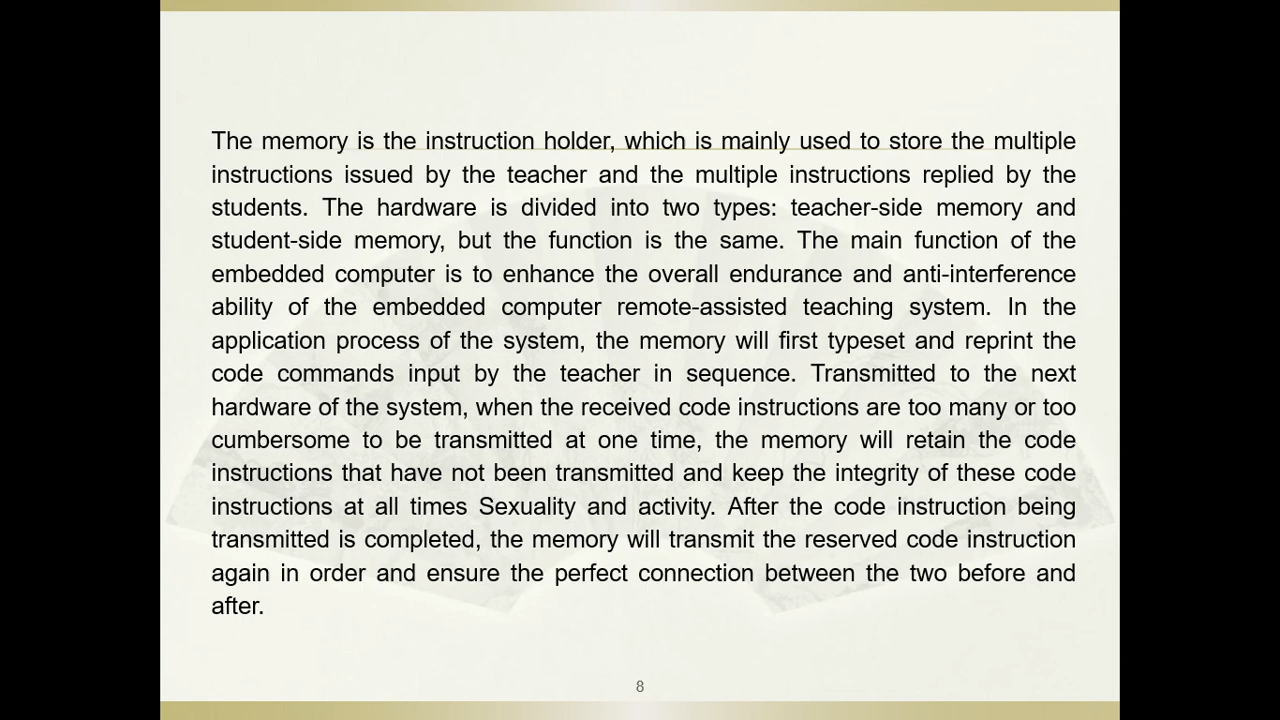 The memory is the instruction holder, which is mainly used to store the multiple
instructions issued by the teacher and the multiple instructions replied by the
students. The hardware is divided into two types: teacher-side memory and
student-side memory, but the function is the same. The main function of the
embedded computer is to enhance the overall endurance and anti-interference
ability of the embedded computer remote-assisted teaching system. In the
application process of the system, the memory will first typeset and reprint the
code commands input by the teacher in sequence. Transmitted to the next
hardware of the system, when the received code instructions are too many or too
cumbersome to be transmitted at one time, the memory will retain the code
instructions that have not been transmitted and keep the integrity of these code
instructions at all times Sexuality and activity. After the code instruction being
transmitted is completed, the memory will transmit the reserved code instruction
again in order and ensure the perfect connection between the two before and
after.
8